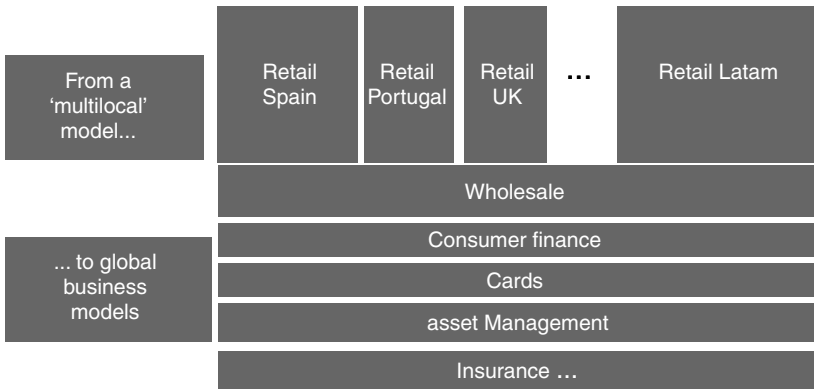 From a
‘multilocal’
model...
Retail
Spain
Retail
Portugal
Retail
UK
...
Retail Latam
Wholesale
... to global
business
models
Consumer finance
Cards
asset Management
Insurance ...